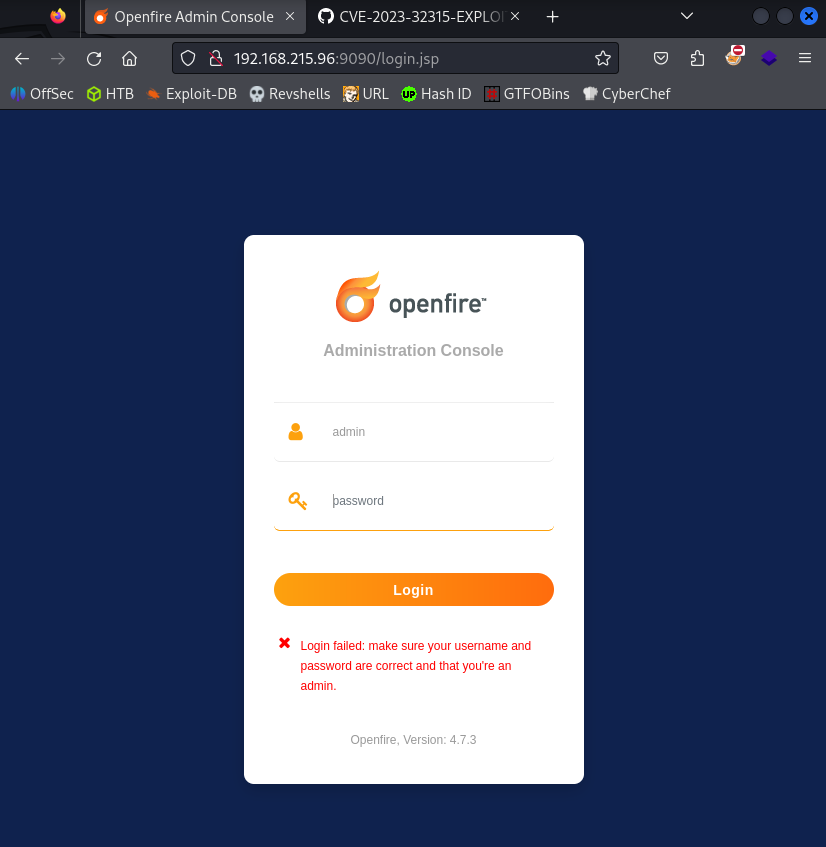 Openfire Admin Console
CVE-2023-32315-EXPLO
192.168.215.96:9090/login.jsp
OffSec HTB Exploit-DB Revshells URL Hash ID GTFOBins CyberChef
openfire™
Administration Console
admin
password
Login
Login failed: make sure your username and
password are correct and that you're an
admin.
Openfire, Version: 4.7.3